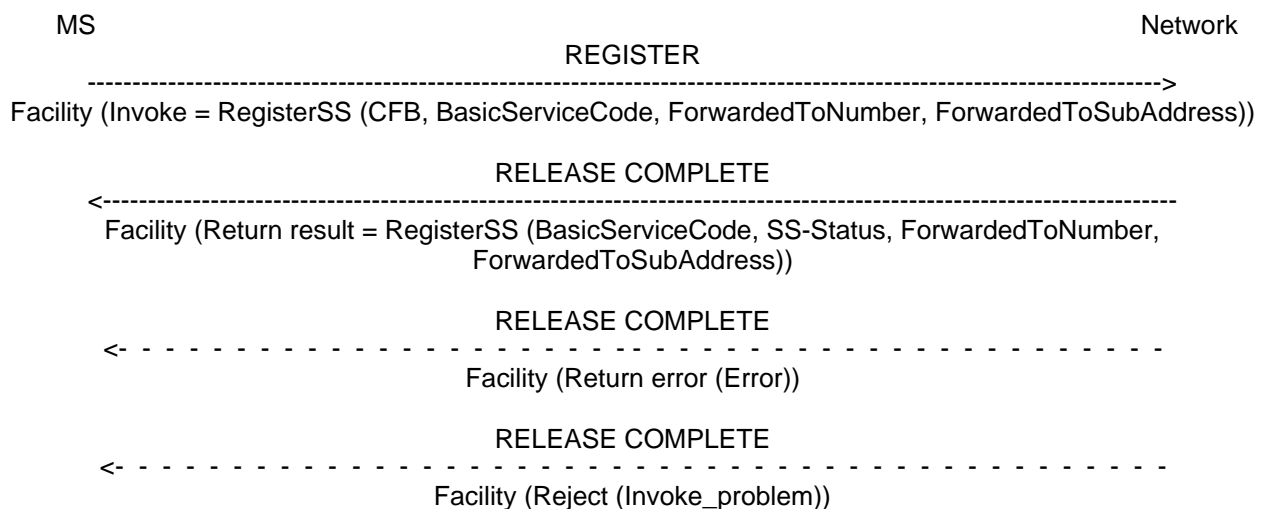 MS Network
REGISTER
------------------------------------------------------------------------------------------------------------------------>
Facility (Invoke = RegisterSS (CFB, BasicServiceCode, ForwardedToNumber, ForwardedToSubAddress))
RELEASE COMPLETE
<------------------------------------------------------------------------------------------------------------------------
Facility (Return result = RegisterSS (BasicServiceCode, SS-Status, ForwardedToNumber,
ForwardedToSubAddress))
RELEASE COMPLETE
<- - - - - - - - - - - - - - - - - - - - - - -- - - - - - - - - - - - - - - - - - - - - - -
Facility (Return error (Error))
RELEASE COMPLETE
<- - - - - - - - - - - - - - - - - - - - - - - - - - - - - - - - - - - - - - - - - - - - - -
Facility (Reject (Invoke_problem))